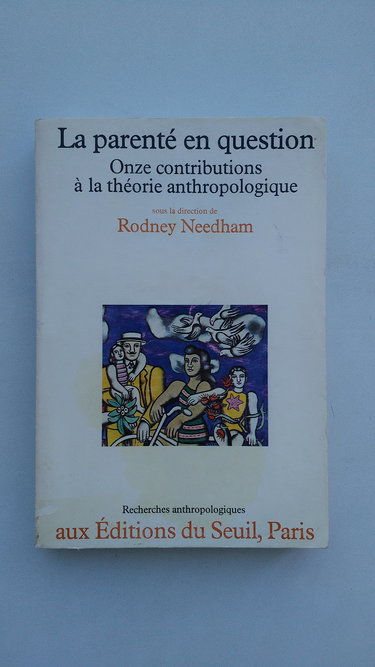 La parenté en question
Onze contributions
à la théorie anthropologique
sous la direction de
Rodney Needham
Recherches anthropologiques
aux Éditions du Seuil, Paris